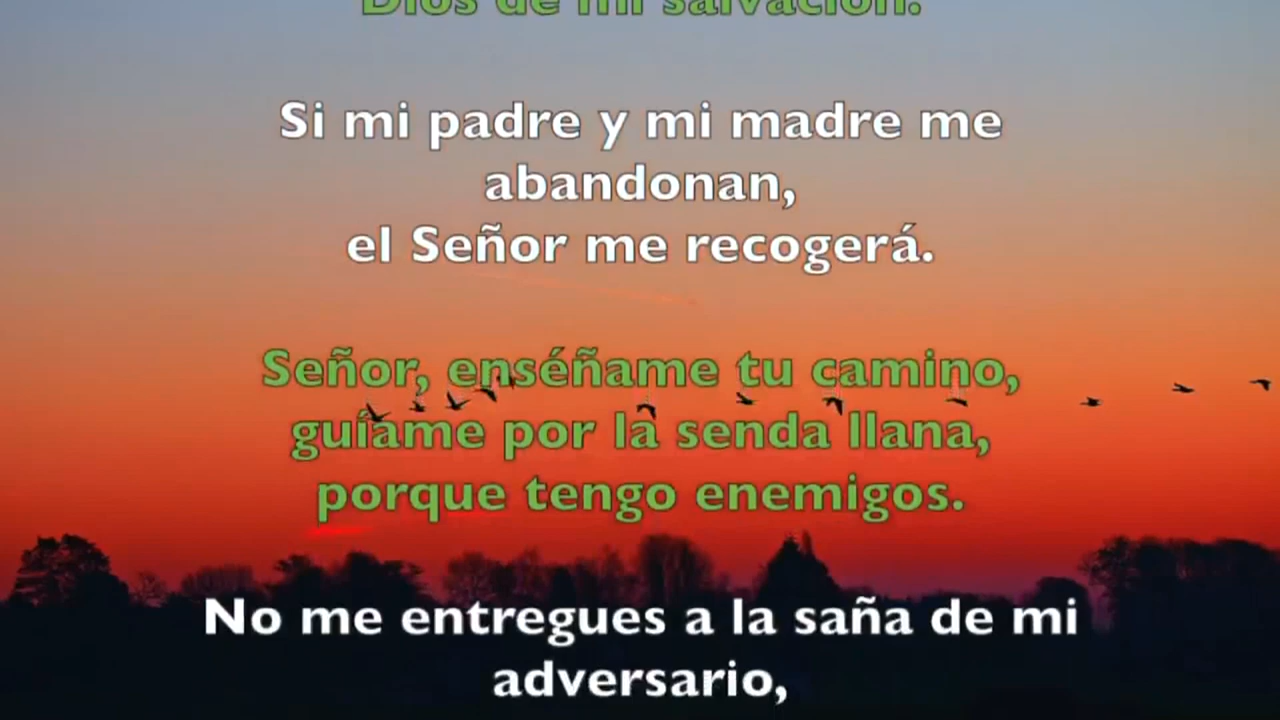 Dios de mi salvación.
Si mi padre y mi madre me
abandonan,
el Señor me recogerá.
Señor, enséñame tu camino,
guíame por la senda llana,
porque tengo enemigos.
No me entregues a la saña de mi
adversario,